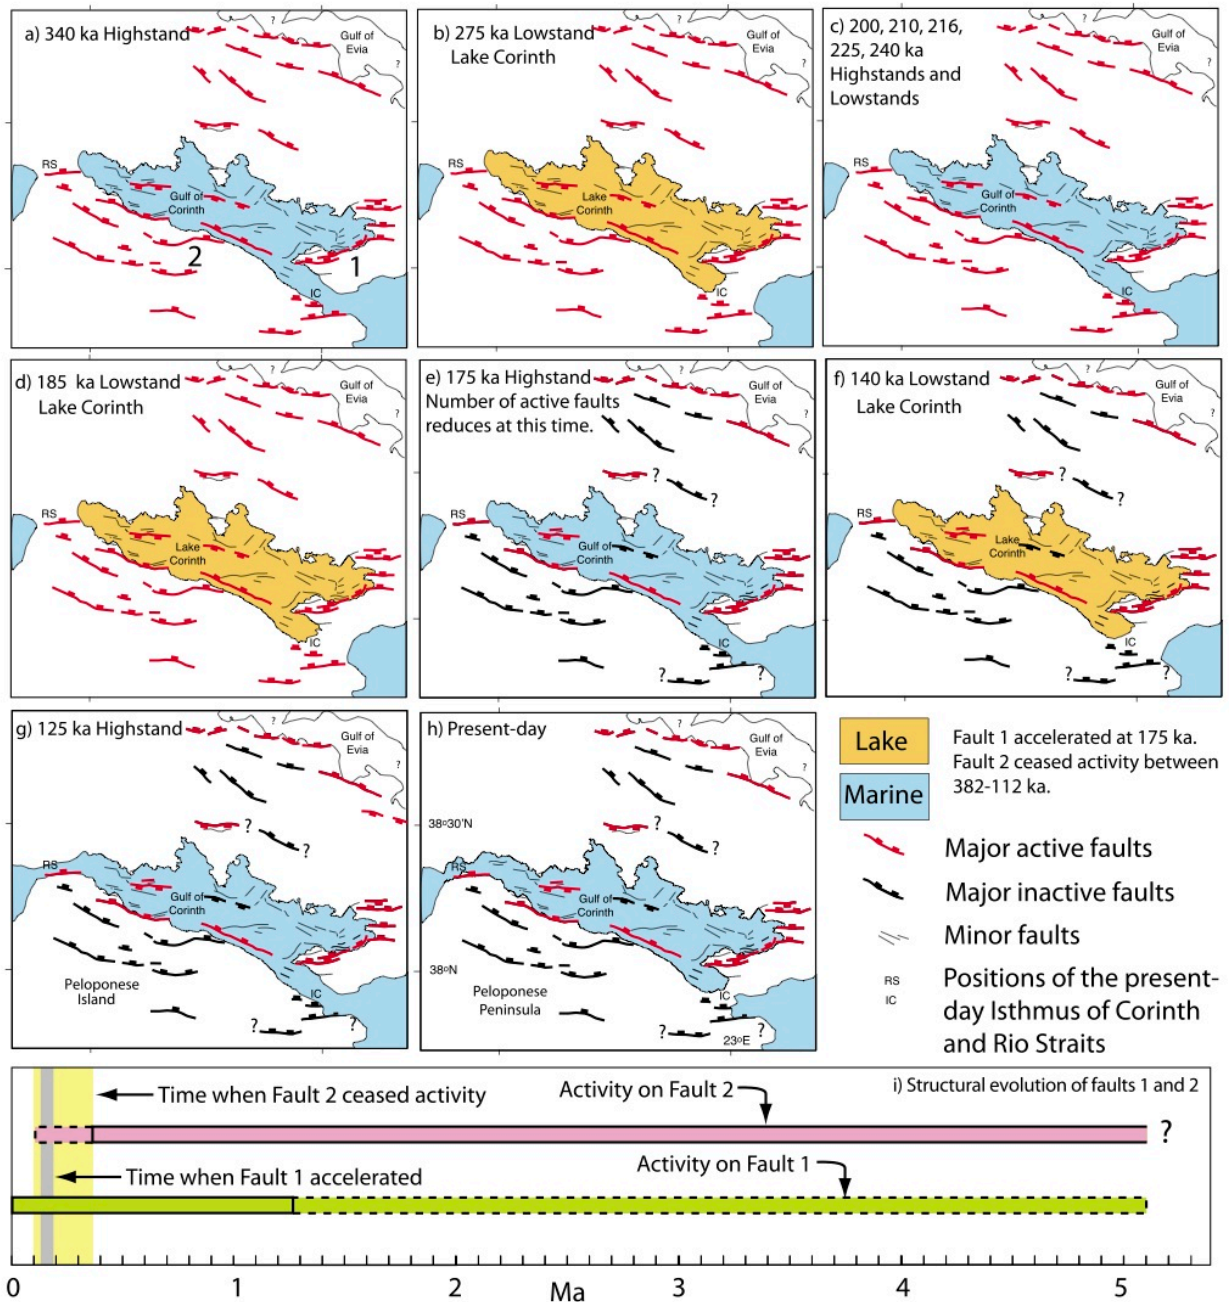 a) 340 ka Highstand
?
Gulf of
Evia
?
RS
Gulf of
Corinth
2
1
IC
b) 275 ka Lowstand
Lake Corinth
?
Gulf of
Evia
?
RS
Lake
Corinth
IC
c) 200, 210, 216,
225, 240 ka
Highstands and
Lowstands
?
Gulf of
Evia
?
RS
Gulf of
Corinth
IC
d) 185 ka Lowstand
Lake Corinth
?
Gulf of
Evia
?
RS
Lake
Corinth
IC
e) 175 ka Highstand
Number of active faults
reduces at this time.
?
Gulf of
Evia
?
?
?
RS
Gulf of
Corinth
IC
?
?
f) 140 ka Lowstand
Lake Corinth
?
Gulf of
Evia
?
?
?
RS
Lake
Corinth
IC
?
?
g) 125 ka Highstand
?
Gulf of
Evia
?
?
?
RS
Gulf of
Corinth
Peloponese
Island
IC
?
?
h) Present-day
?
Gulf of
Evia
?
38º30'N
?
?
RS
Gulf of
Corinth
38ºN
Peloponese
Peninsula
IC
?
?
23ºE
Lake
Marine
Fault 1 accelerated at 175 ka.
Fault 2 ceased activity between
382-112 ka.
Major active faults
Major inactive faults
Minor faults
RS
IC
Positions of the present-
day Isthmus of Corinth
and Rio Straits
i) Structural evolution of faults 1 and 2
Time when Fault 2 ceased activity
Activity on Fault 2
?
Time when Fault 1 accelerated
Activity on Fault 1
0 1 2 Ma 3 4 5